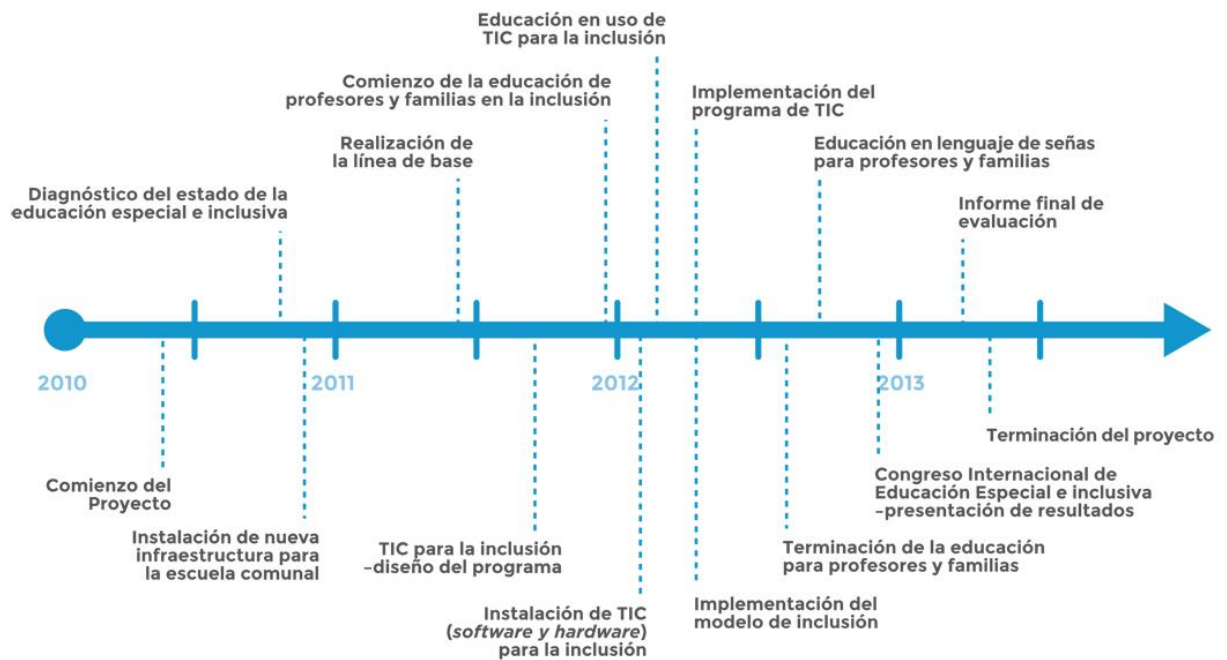 Educación en uso de
TIC para la inclusión
Comienzo de la educación de
profesores y familias en la inclusión
Implementación del
programa de TIC
Realización de
la línea de base
Educación en lenguaje de señas
para profesores y familias
Diagnóstico del estado de la
educación especial e inclusiva
Informe final de
evaluación
2010
2011
2012
2013
Terminación del proyecto
Comienzo del
Proyecto
Congreso Internacional de
Educación Especial e inclusiva
–presentación de resultados
Instalación de nueva
infraestructura para
la escuela comunal
TIC para la inclusión
–diseño del programa
Terminación de la educación
para profesores y familias
Instalación de TIC
(software y hardware)
para la inclusión
Implementación del
modelo de inclusión